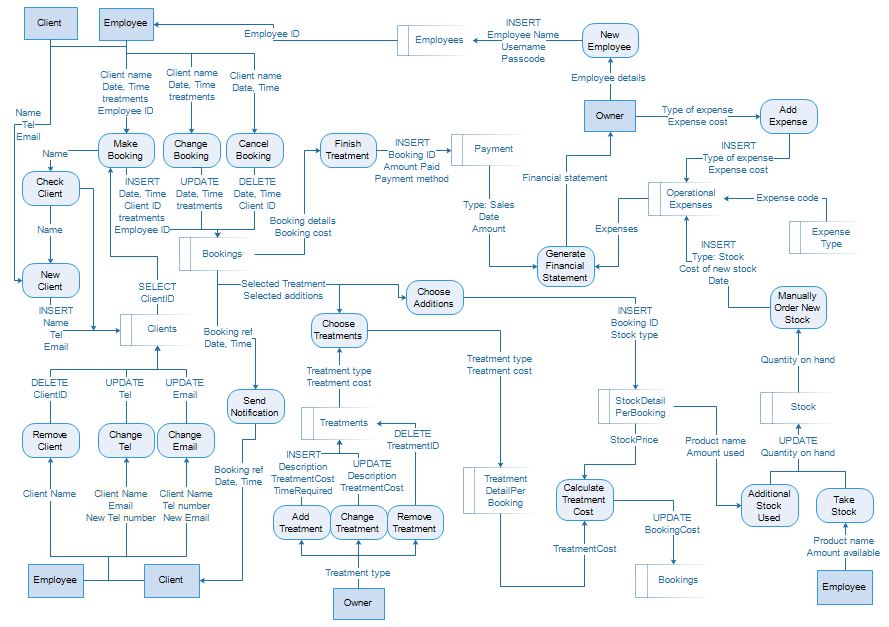 Client
Employee
Employee ID
Employees
INSERT
Employee Name
Username
Passcode
New
Employee
Employee details
Client name
Date, Time
treatments
Employee ID
Client name
Date, Time
treatments
Client name
Date, Time
Owner
Type of expense
Expense cost
Add
Expense
Name
Tel
Email
Name
Make
Booking
Change
Booking
Cancel
Booking
Finish
Treatment
INSERT
Booking ID
Amount Paid
Payment method
Payment
INSERT
Type of expense
Expense cost
Check
Client
INSERT
Date, Time
Client ID
treatments
Employee ID
UPDATE
Date, Time
treatments
DELETE
Date, Time
Client ID
Financial statement
Operational
Expenses
Expense code
Name
Booking details
Booking cost
Type: Sales
Date
Amount
Expenses
Expense
Type
Bookings
Generate
Financial
Statement
INSERT
Type: Stock
Cost of new stock
Date
New
Client
SELECT
ClientID
Selected Treatment
Selected additions
Choose
Additions
Manually
Order New
Stock
INSERT
Name
Tel
Email
Clients
Booking ref
Date, Time
Choose
Treatments
INSERT
Booking ID
Stock type
Treatment type
Treatment cost
Quantity on hand
DELETE
ClientID
UPDATE
Tel
UPDATE
Email
Treatment type
Treatment cost
Send
Notification
StockDetail
PerBooking
Stock
Treatments
Remove
Client
Change
Tel
Change
Email
DELETE
TreatmentID
StockPrice
Product name
Amount used
UPDATE
Quantity on hand
INSERT
Description
TreatmentCost
TimeRequired
UPDATE
Description
TreatmentCost
Booking ref
Date, Time
Treatment
DetailPer
Booking
Client Name
Client Name
Email
New Tel number
Client Name
Tel number
New Email
Calculate
Treatment
Cost
Additional
Stock
Used
Take
Stock
Add
Treatment
Change
Treatment
Remove
Treatment
UPDATE
BookingCost
TreatmentCost
Product name
Amount available
Employee
Client
Treatment type
Bookings
Employee
Owner